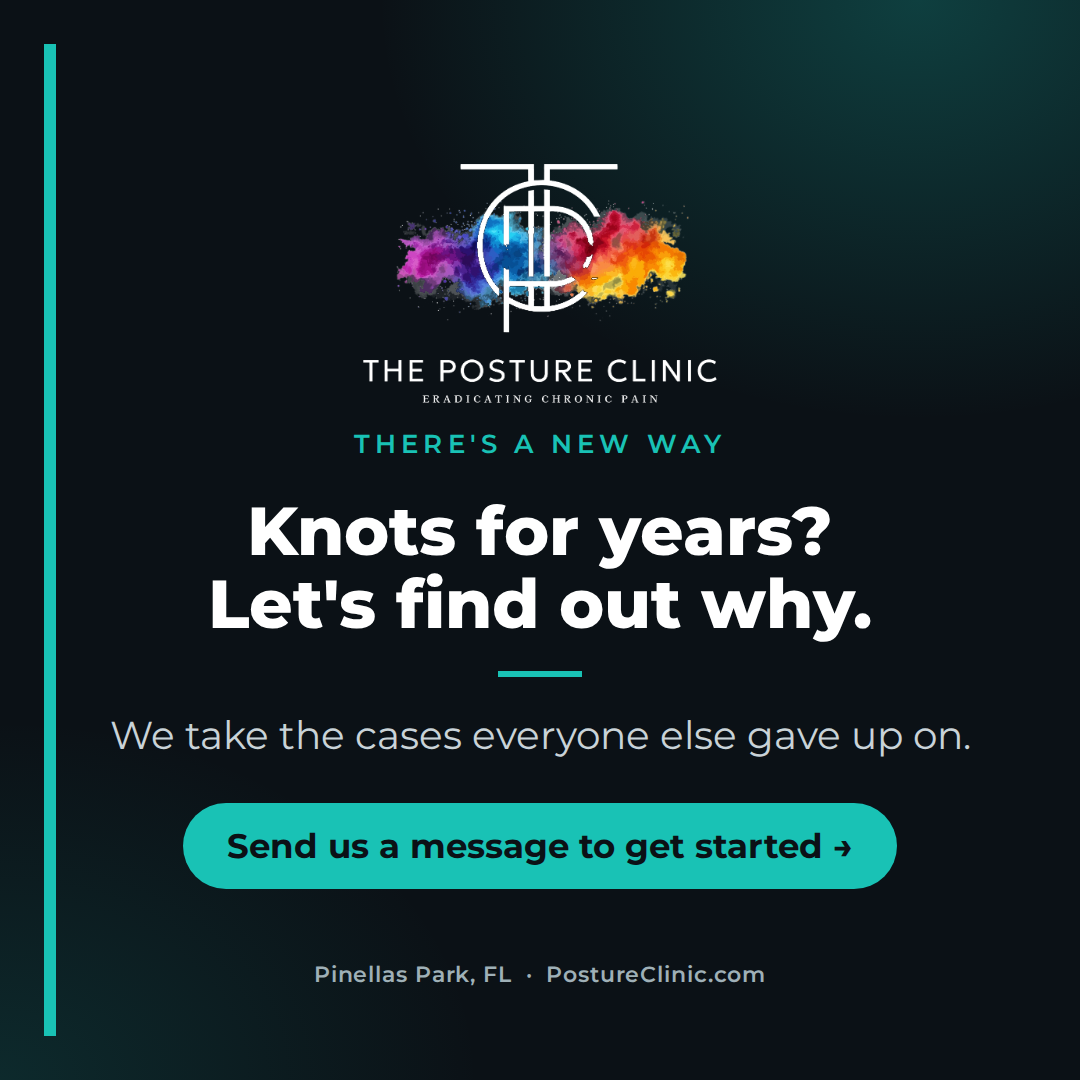 THE POSTURE CLINIC
ERADICATING CHRONIC PAIN
THERE'S A NEW WAY
Knots for years?
Let's find out why.
We take the cases everyone else gave up on.
Send us a message to get started →
Pinellas Park, FL · PostureClinic.com